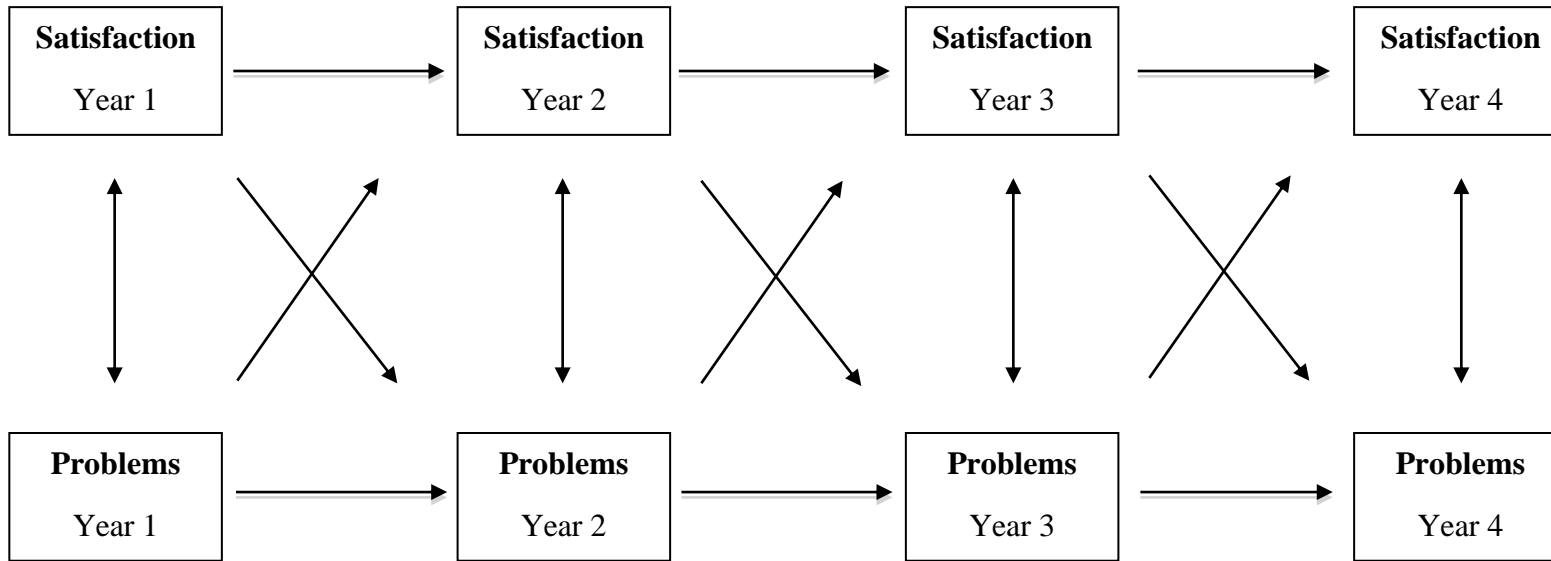 Satisfaction
Year 1
Satisfaction
Year 2
Satisfaction
Year 3
Satisfaction
Year 4
Problems
Year 1
Problems
Year 2
Problems
Year 3
Problems
Year 4